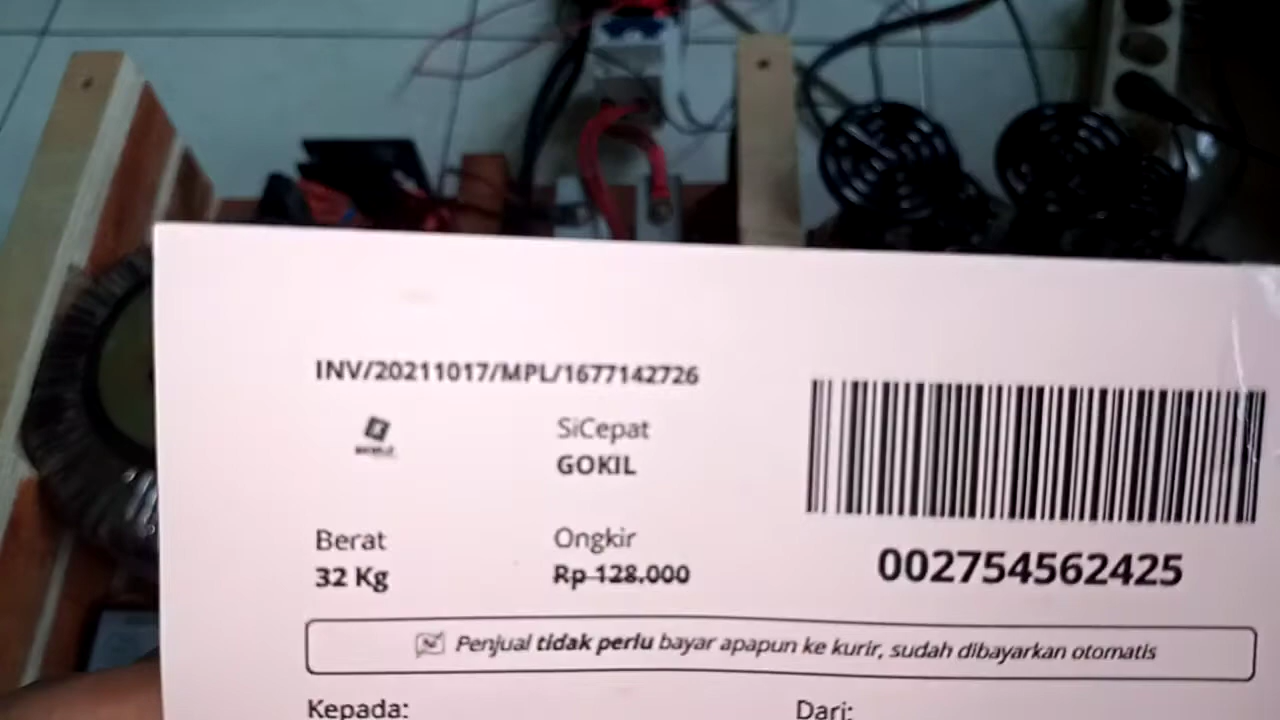 INV/20211017/MPL/1677142726
SiCepat
GOKIL
Berat
32 Kg
Ongkir
Rp 128.000
002754562425
Penjual tidak perlu bayar apapun ke kurir, sudah dibayarkan otomatis
Kepada:
Dari: